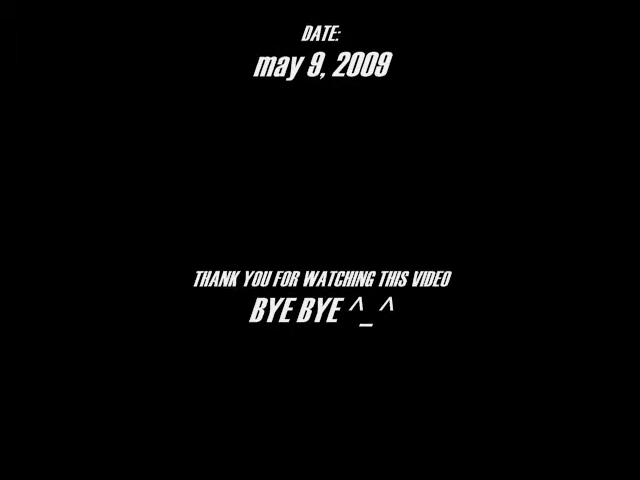 DATE:
may 9, 2009
THANK YOU FOR WATCHING THIS VIDEO
BYE BYE ^_^